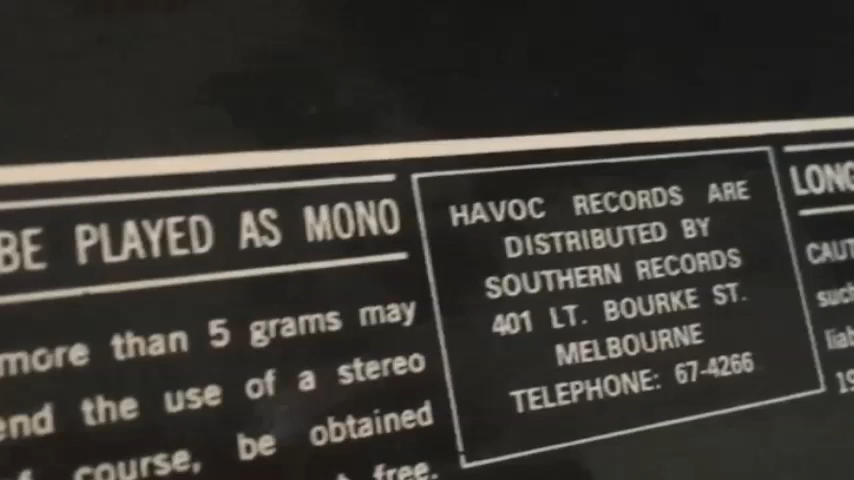 BE PLAYED AS MONO
more than 5 grams may
end the use of a stereo
course, be obtained
free.
HAVOC RECORDS ARE
DISTRIBUTED BY
SOUTHERN RECORDS
401 LT. BOURKE ST.
MELBOURNE
TELEPHONE: 67-4266
LONG
CAUT
such
liab
19